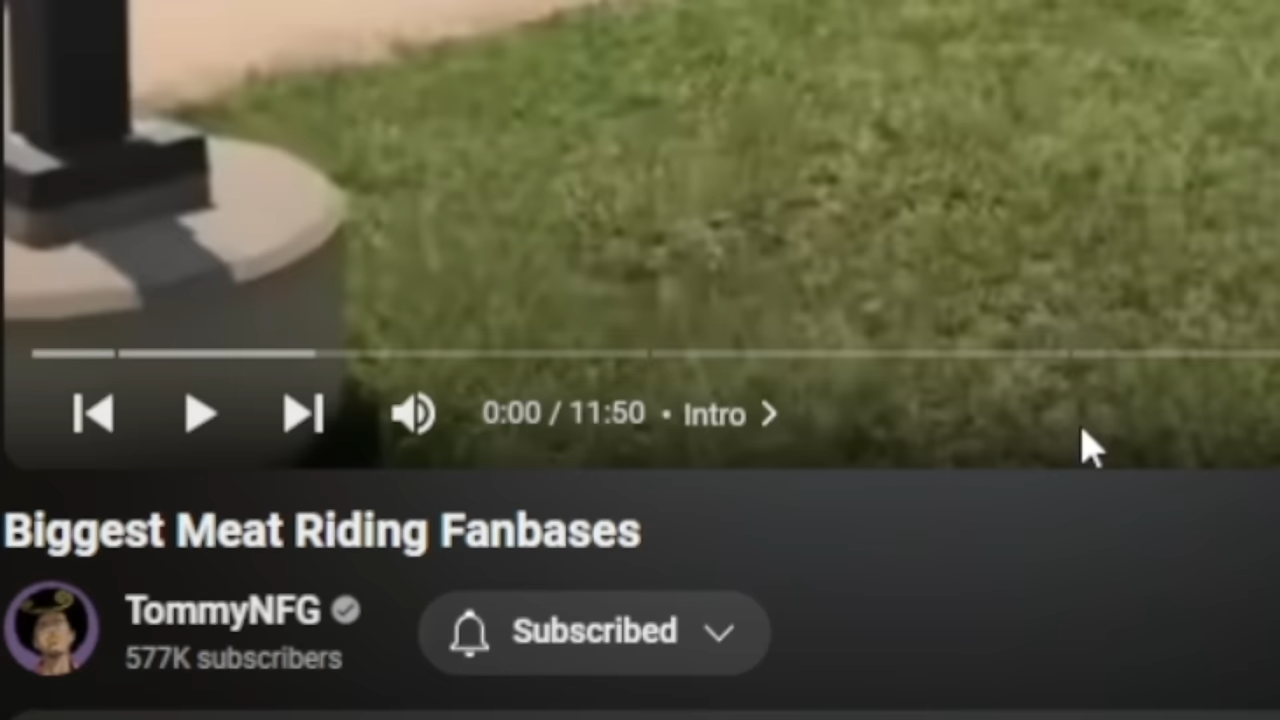 0:00 / 11:50 • Intro
Biggest Meat Riding Fanbases
TommyNFG
577K subscribers
Subscribed